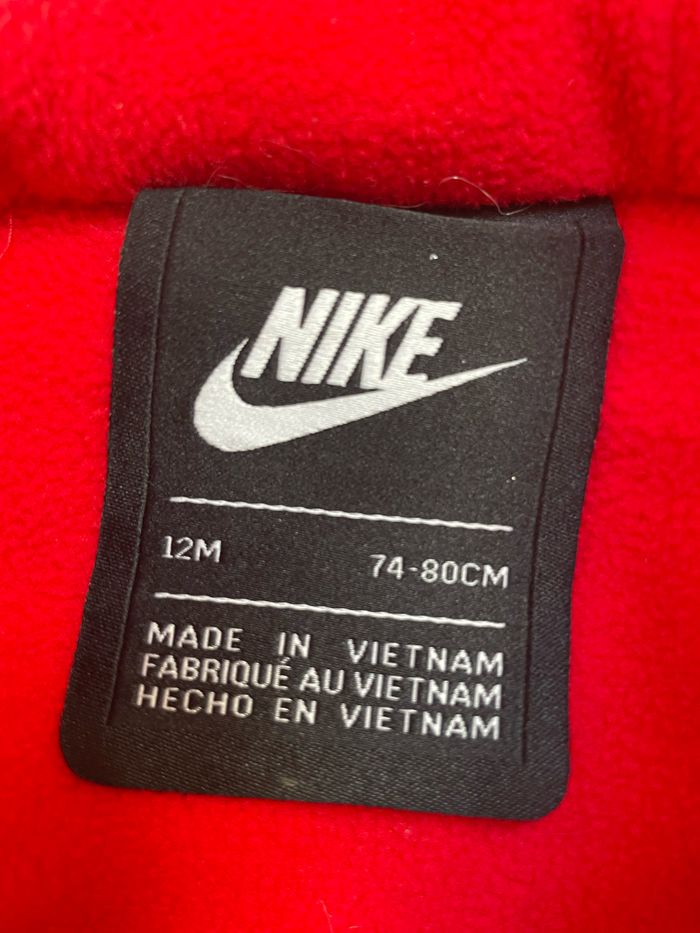 NIKE
12M 74-80CM
MADE IN VIETNAM
FABRIQUÉ AU VIETNAM
HECHO EN VIETNAM